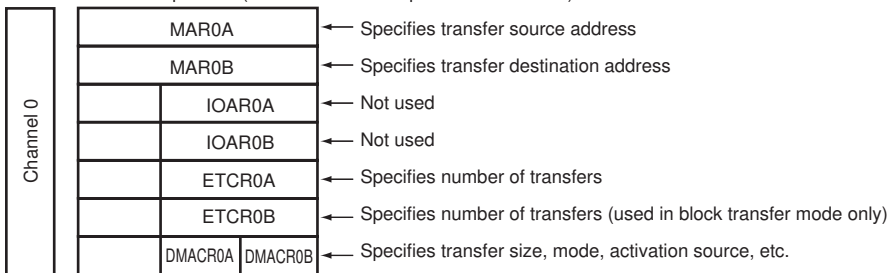 Channel 0
MAR0A Specifies transfer source address
MAR0B Specifies transfer destination address
IOAR0A Not used
IOAR0B Not used
ETCR0A Specifies number of transfers
ETCR0B Specifies number of transfers (used in block transfer mode only)
DMACR0A DMACR0B Specifies transfer size, mode, activation source, etc.